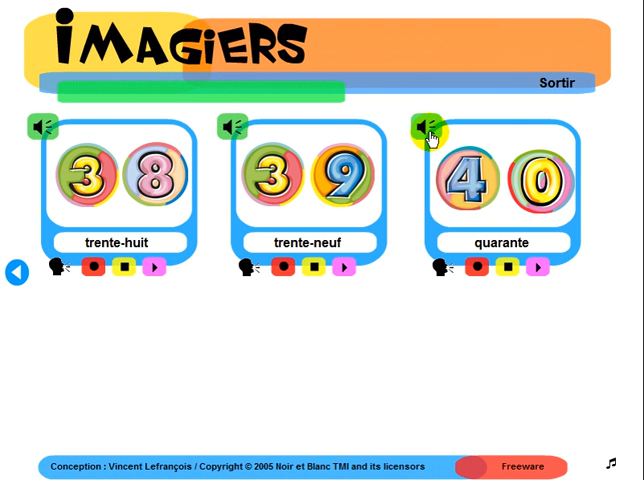 iMAGiERS
Sortir
38 39 40
trente-huit trente-neuf quarante
Conception : Vincent Lefrançois / Copyright © 2005 Noir et Blanc TMI and its licensors Freeware